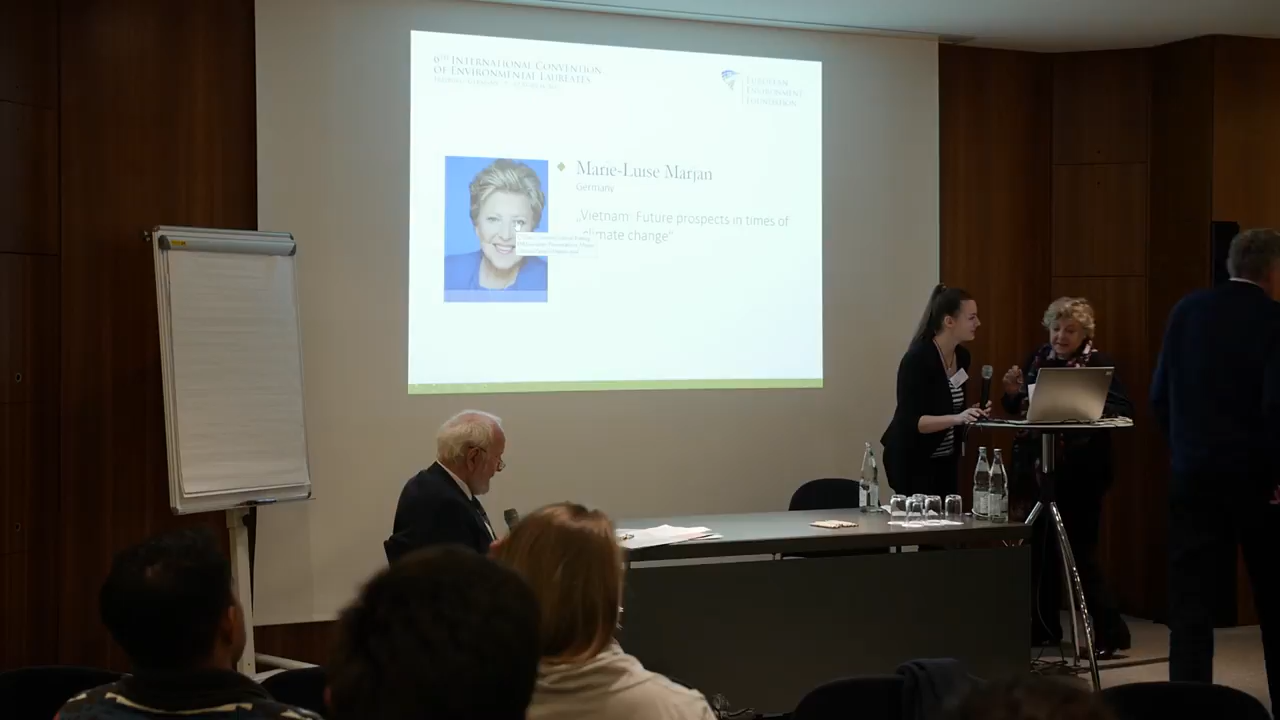 6TH INTERNATIONAL CONVENTION
OF ENVIRONMENTAL LAUREATES
EUROPEAN
ENVIRONMENT
FOUNDATION
Marie-Luise Marjan
Germany
„Vietnam: Future prospects in times of
climate change“